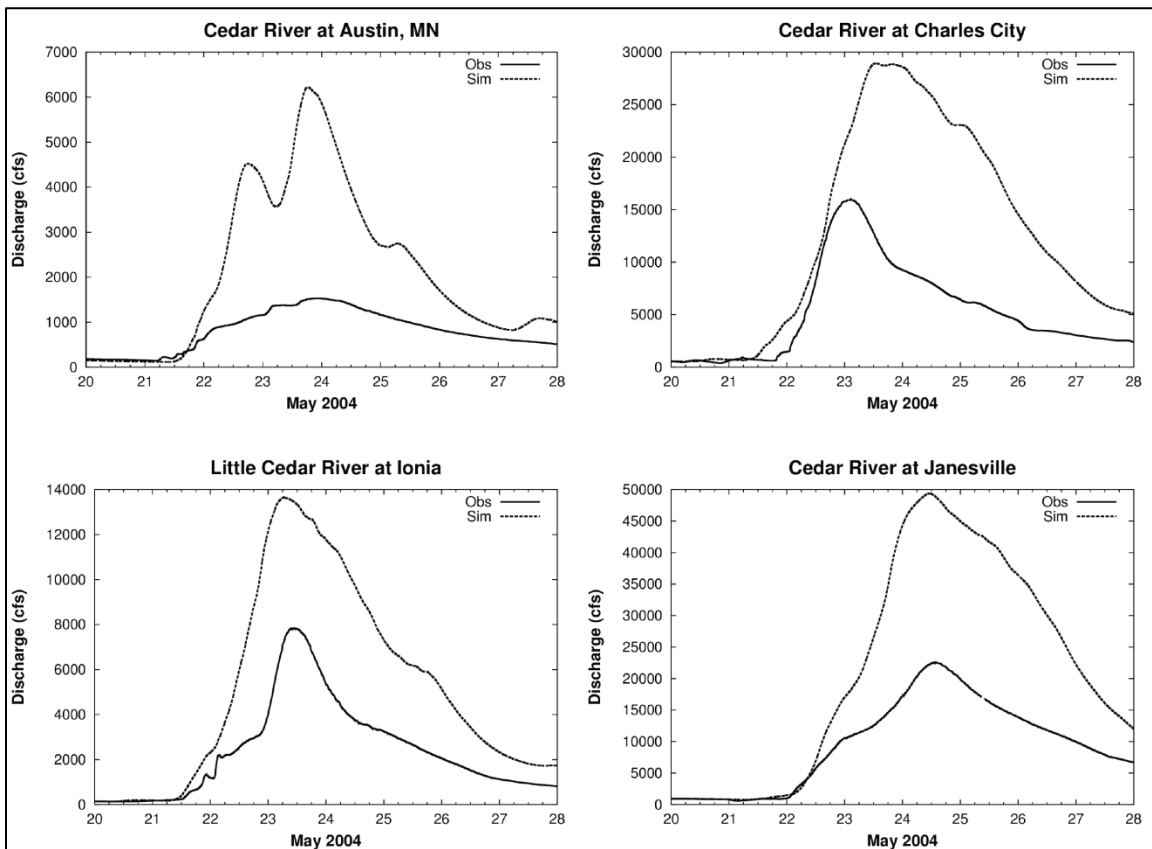 Cedar River at Austin, MN
Obs
Sim
7000
6000
5000
4000
3000
2000
1000
0
Discharge (cfs)
20 21 22 23 24 25 26 27 28
May 2004
Cedar River at Charles City
Obs
Sim
30000
25000
20000
15000
10000
5000
0
Discharge (cfs)
20 21 22 23 24 25 26 27 28
May 2004
Little Cedar River at Ionia
Obs
Sim
14000
12000
10000
8000
6000
4000
2000
0
Discharge (cfs)
20 21 22 23 24 25 26 27 28
May 2004
Cedar River at Janesville
Obs
Sim
50000
45000
40000
35000
30000
25000
20000
15000
10000
5000
0
Discharge (cfs)
20 21 22 23 24 25 26 27 28
May 2004